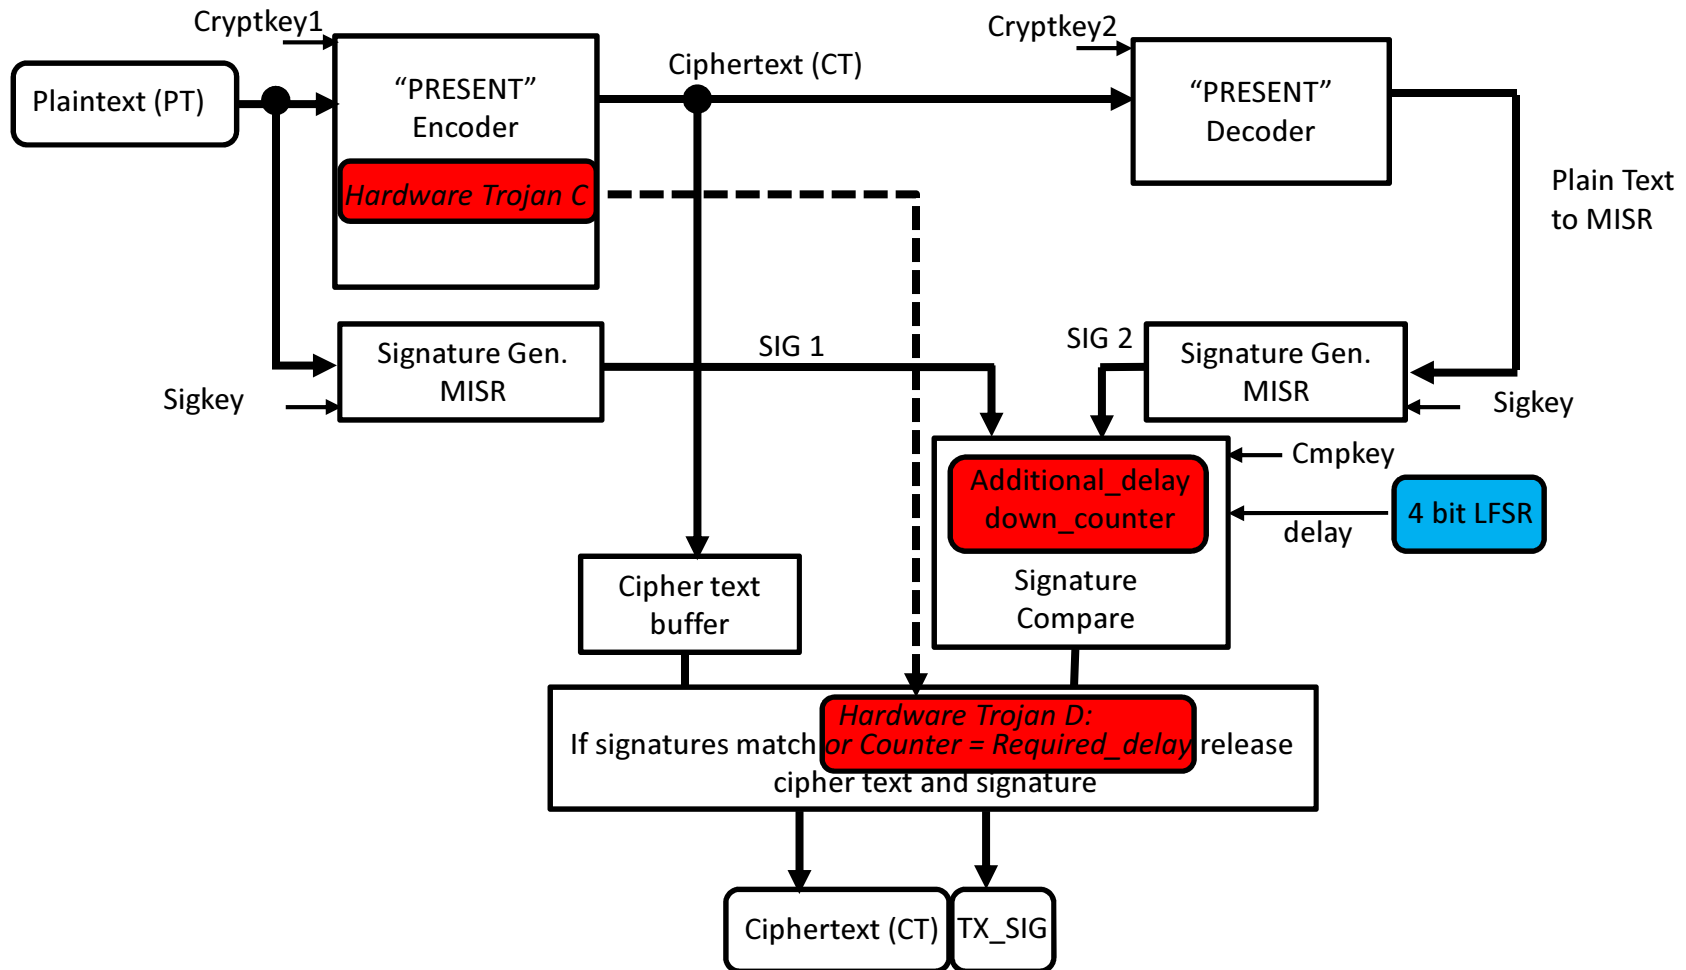 Cryptkey1
Cryptkey2
Plaintext (PT)
“PRESENT”
Encoder
Hardware Trojan C
Ciphertext (CT)
“PRESENT”
Decoder
Plain Text
to MISR
Signature Gen.
MISR
Sigkey
SIG 1
SIG 2
Signature Gen.
MISR
Sigkey
Additional_delay
down_counter
Signature
Compare
Cmpkey
delay
4 bit LFSR
Cipher text
buffer
Hardware Trojan D:
If signatures match or Counter = Required_delay release
cipher text and signature
Ciphertext (CT)
TX_SIG